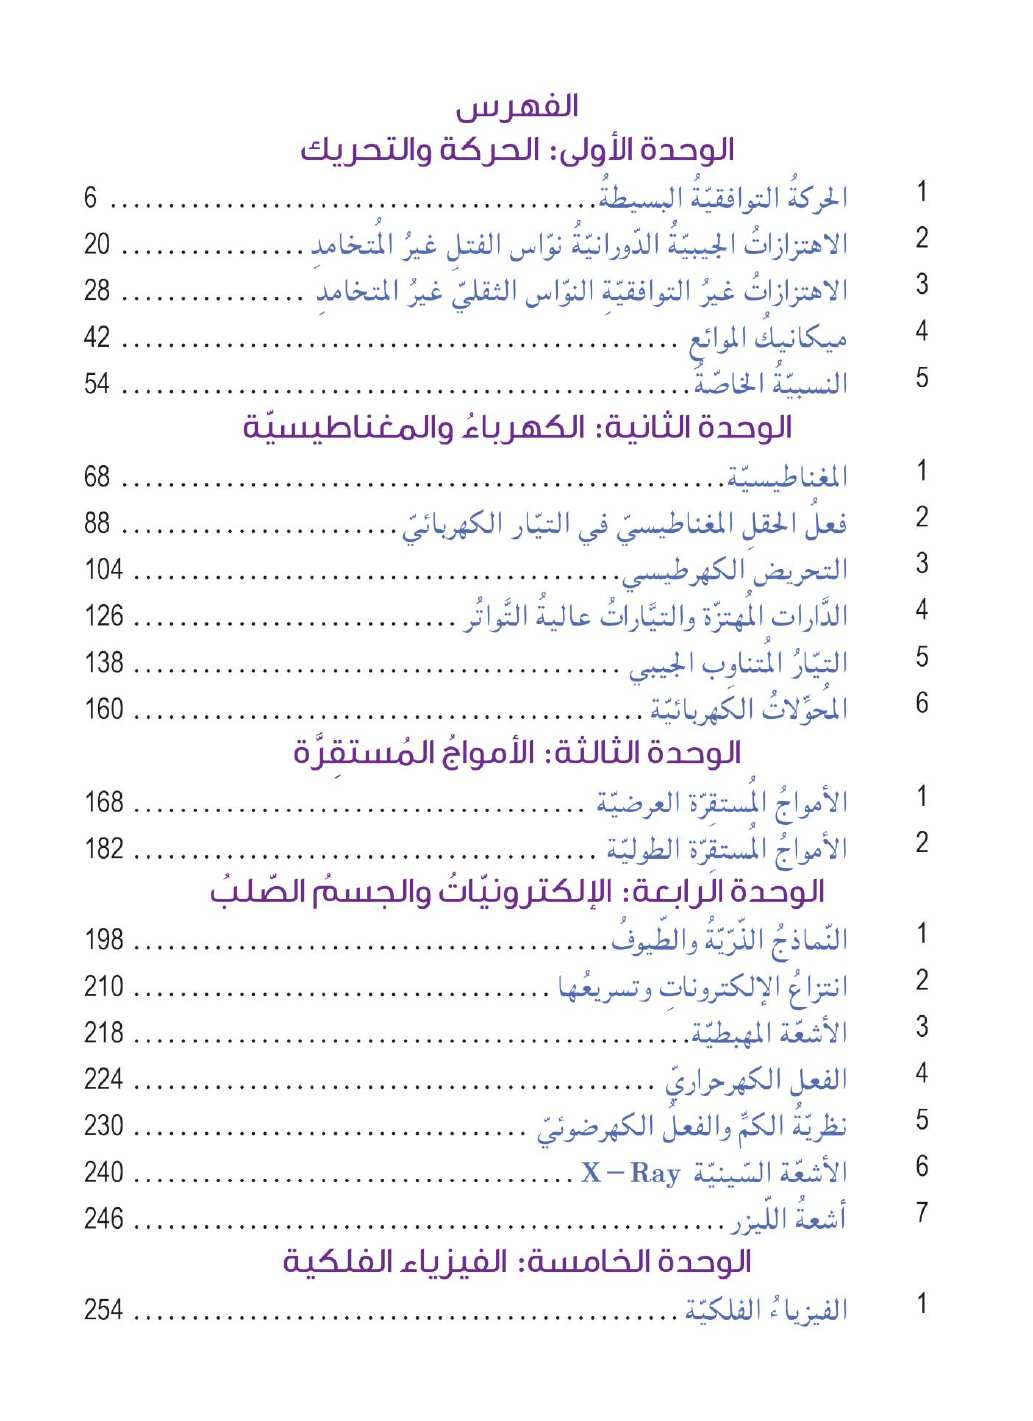 الفهرس
الوحدة الأولى: الحركة والتحريك
1 الحركةُ التوافقيّةُ البسيطةُ ........................................ 6
2 الاهتزازاتُ الجيبيّةُ الدّورانيّةُ نوّاس الفتلِ غيرُ المُتخامدِ ................ 20
3 الاهتزازاتُ غيرُ التوافقيّةِ النوّاس الثقليّ غيرُ المتخامدِ ................ 28
4 ميكانيكُ الموائعِ ................................................ 42
5 النسبيّةُ الخاصّةُ ................................................ 54
الوحدة الثانية: الكهرباءُ والمغناطيسيّة
1 المغناطيسيّة .................................................... 68
2 فعلُ الحقلِ المغناطيسيّ في التيّار الكهربائيّ ........................ 88
3 التحريض الكهرطيسي .......................................... 104
4 الدَّارات المُهتزّة والتيَّاراتُ عاليةُ التَّواتُر ............................ 126
5 التيّارُ المُتناوِب الجيبي .......................................... 138
6 المُحوِّلاتُ الكَهربائيّة ............................................ 160
الوحدة الثالثة: الأمواجُ المُستقِرَّة
1 الأمواجُ المُستقِرّة العرضيّة ....................................... 168
2 الأمواجُ المُستقِرّة الطوليّة ........................................ 182
الوحدة الرابعة: الإلكترونيّاتُ والجسمُ الصّلبُ
1 النّماذجُ الذّرّيّةُ والطّيوفُ ......................................... 198
2 انتزاعُ الإلكتروناتِ وتسريعُها .................................... 210
3 الأشعّة المهبطيّة ................................................ 218
4 الفعل الكهرحراريّ ............................................. 224
5 نظريّةُ الكمِّ والفعلُ الكهرضوئيّ .................................. 230
6 الأشعّة السّينيّة X – Ray ...................................... 240
7 أشعةُ اللّيزر ................................................... 246
الوحدة الخامسة: الفيزياء الفلكية
1 الفيزياءُ الفلكيّة ............................................... 254